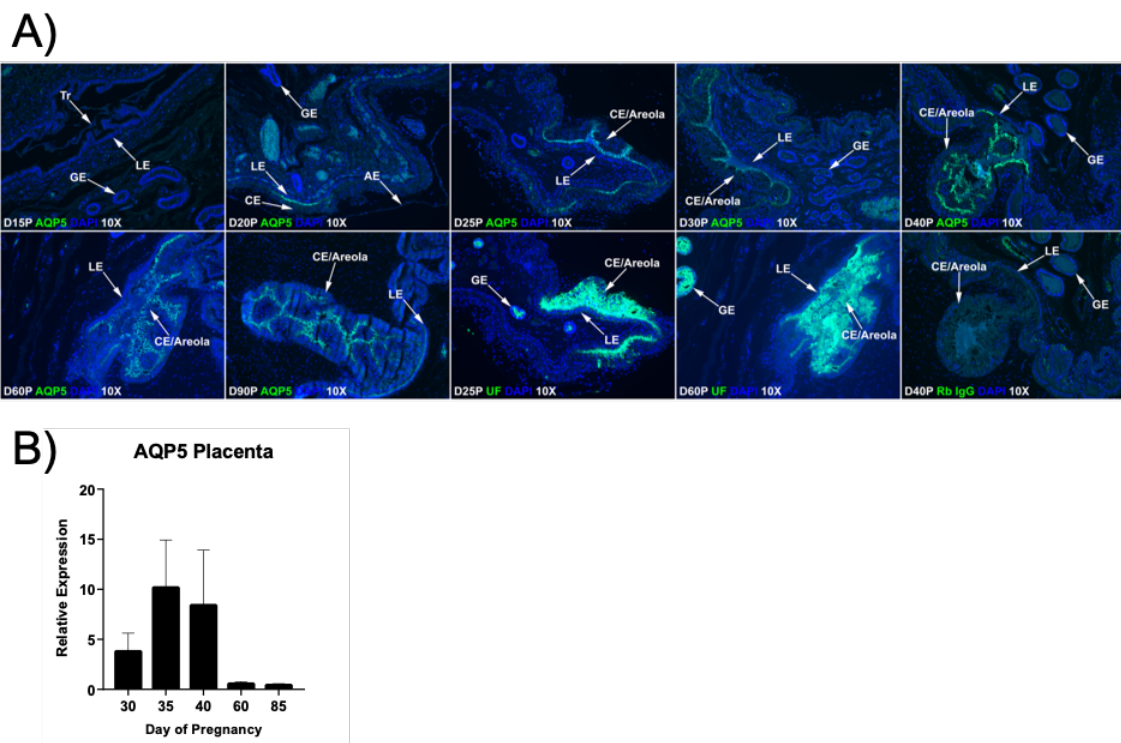 A)
Tr
LE
GE
D15P AQP5 DAPI 10X
GE
LE
AE
CE
D20P AQP5 DAPI 10X
CE/Areola
LE
D25P AQP5 DAPI 10X
LE
GE
CE/Areola
D30P AQP5 DAPI 10X
LE
CE/Areola
GE
D40P AQP5 DAPI 10X
LE
CE/Areola
D60P AQP5 DAPI 10X
CE/Areola
LE
D90P AQP5 10X
CE/Areola
GE
LE
D25P UF DAPI 10X
LE
GE
CE/Areola
D60P UF DAPI 10X
LE
CE/Areola
GE
D40P Rb IgG DAPI 10X
B)
AQP5 Placenta
Relative Expression
20
15
10
5
0
30 35 40 60 85
Day of Pregnancy